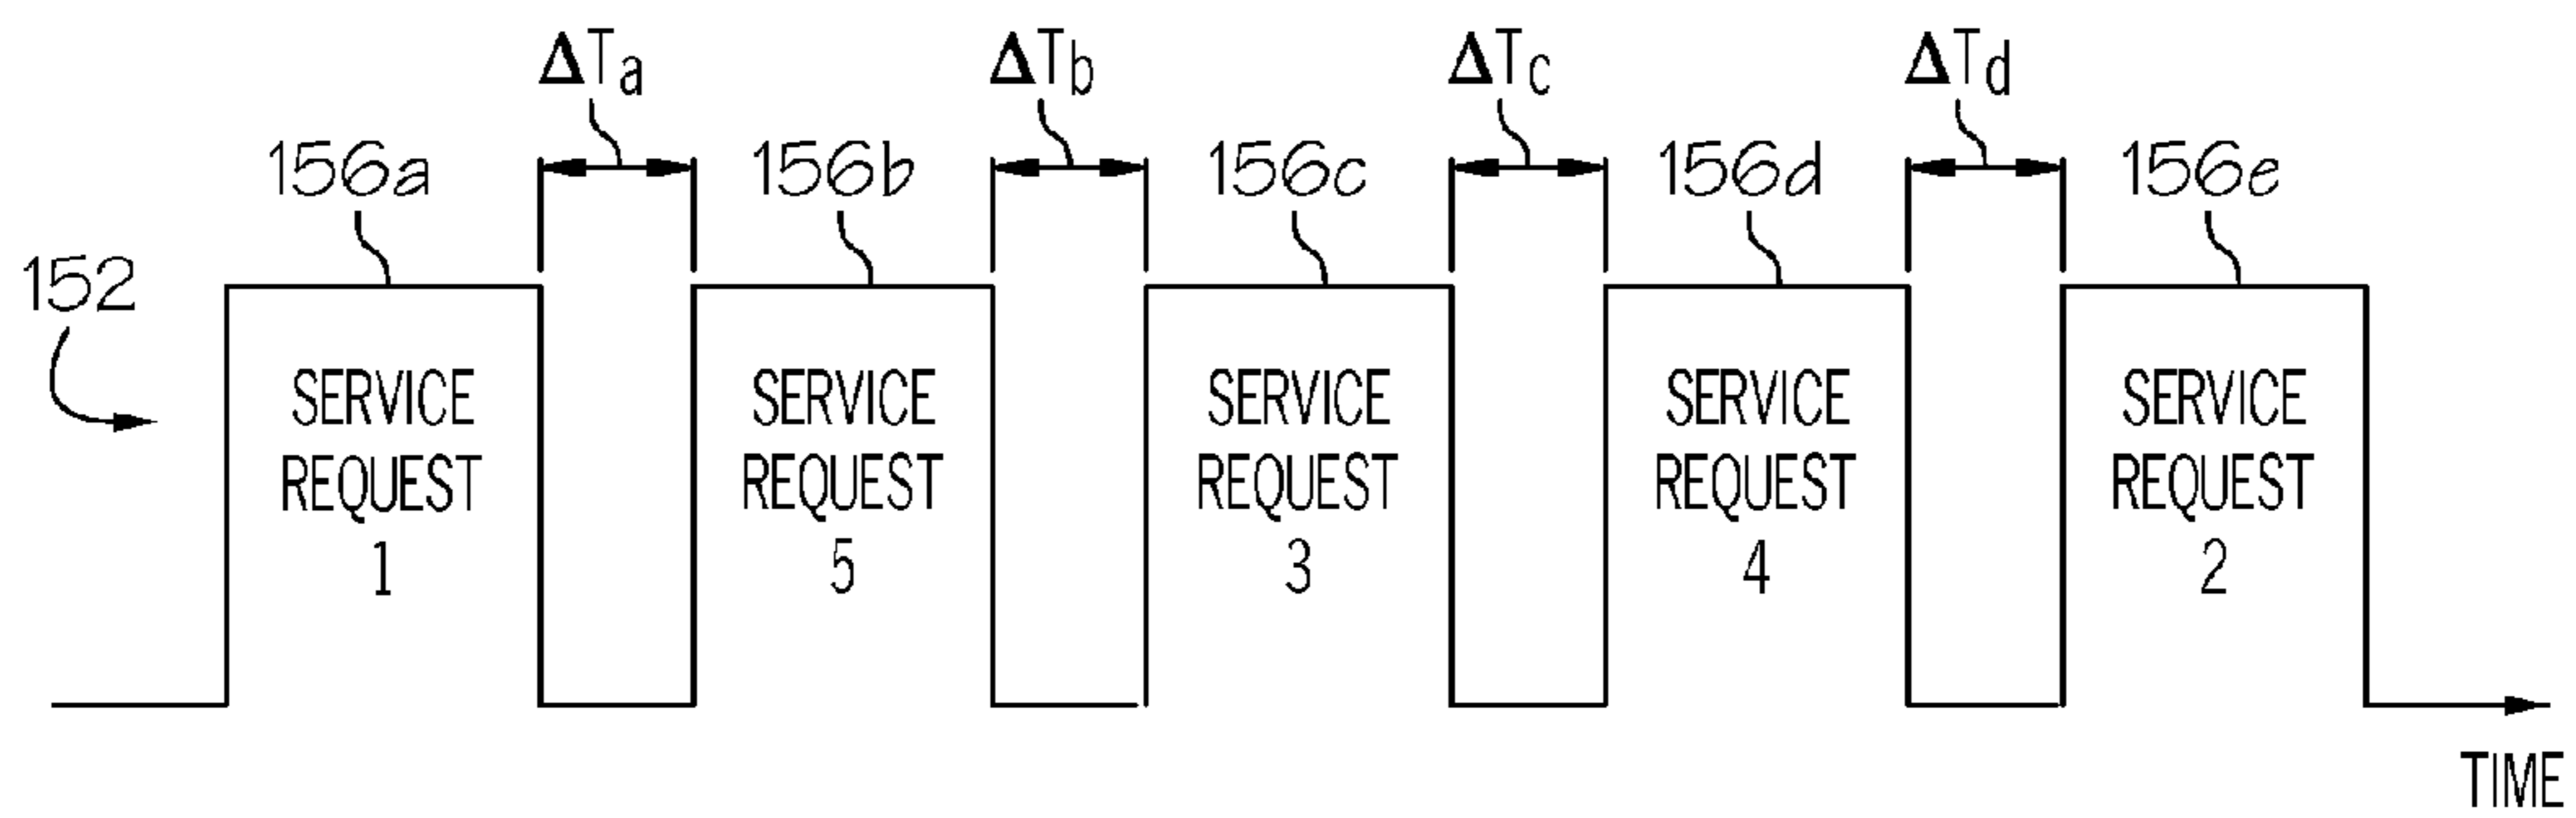 ΔTa ΔTb ΔTc ΔTd
156a 156b 156c 156d 156e
152
SERVICE SERVICE SERVICE SERVICE SERVICE
REQUEST REQUEST REQUEST REQUEST REQUEST
1 5 3 4 2
TIME